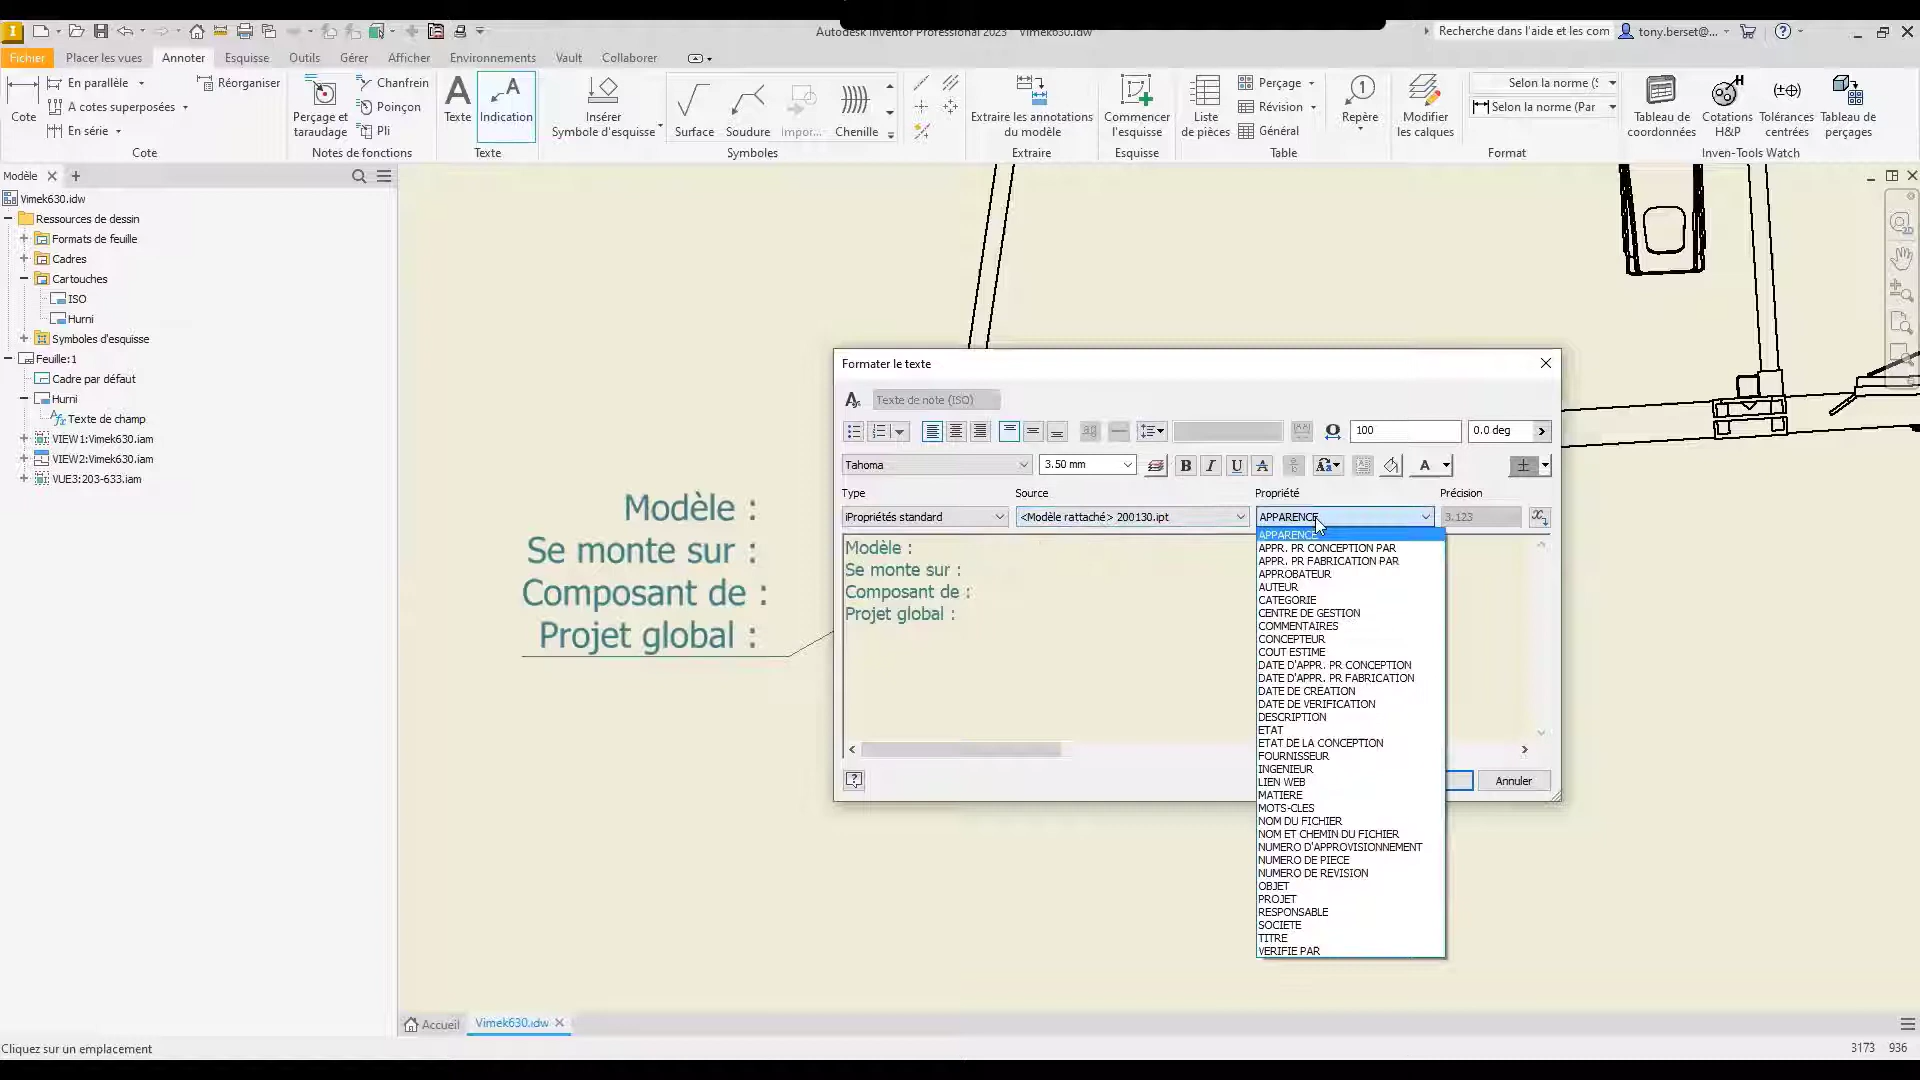 Autodesk Inventor Professional 2023 Vimek630.idw
Recherche dans l'aide et les com
tony.berset@...
Fichier
Placer les vues
Annoter
Esquisse
Outils
Gérer
Afficher
Environnements
Vault
Collaborer
Cote
En parallèle
A cotes superposées
En série
Réorganiser
Cote
Perçage et
taraudage
Chanfrein
Poinçon
Pli
Notes de fonctions
Texte
Indication
Texte
Insérer
Symbole d'esquisse
Surface
Soudure
Impor...
Chenille
Symboles
Extraire les annotations
du modèle
Extraire
Commencer
l'esquisse
Esquisse
Liste
de pièces
Perçage
Révision
Général
Table
Repère
Modifier
les calques
Selon la norme (S
Selon la norme (Par
Format
Tableau de
coordonnées
Cotations
H&P
Tolérances
centrées
Tableau de
perçages
Inven-Tools Watch
Modèle
Vimek630.idw
Ressources de dessin
Formats de feuille
Cadres
Cartouches
ISO
Hurni
Symboles d'esquisse
Feuille:1
Cadre par défaut
Hurni
Texte de champ
VIEW1:Vimek630.iam
VIEW2:Vimek630.iam
VUE3:203-633.iam
Modèle :
Se monte sur :
Composant de :
Projet global :
Formater le texte
Texte de note (ISO)
100
0.0 deg
Tahoma
3.50 mm
Type
Source
Propriété
Précision
iPropriétés standard
<Modèle rattaché> 200130.ipt
APPARENCE
3.123
Modèle :
Se monte sur :
Composant de :
Projet global :
APPARENCE
APPR. PR CONCEPTION PAR
APPR. PR FABRICATION PAR
APPROBATEUR
AUTEUR
CATEGORIE
CENTRE DE GESTION
COMMENTAIRES
CONCEPTEUR
COUT ESTIME
DATE D'APPR. PR CONCEPTION
DATE D'APPR. PR FABRICATION
DATE DE CREATION
DATE DE VERIFICATION
DESCRIPTION
ETAT
ETAT DE LA CONCEPTION
FOURNISSEUR
INGENIEUR
LIEN WEB
MATIERE
MOTS-CLES
NOM DU FICHIER
NOM ET CHEMIN DU FICHIER
NUMERO D'APPROVISIONNEMENT
NUMERO DE PIECE
NUMERO DE REVISION
OBJET
PROJET
RESPONSABLE
SOCIETE
TITRE
VERIFIE PAR
Annuler
Accueil
Vimek630.idw
Cliquez sur un emplacement
3173 936